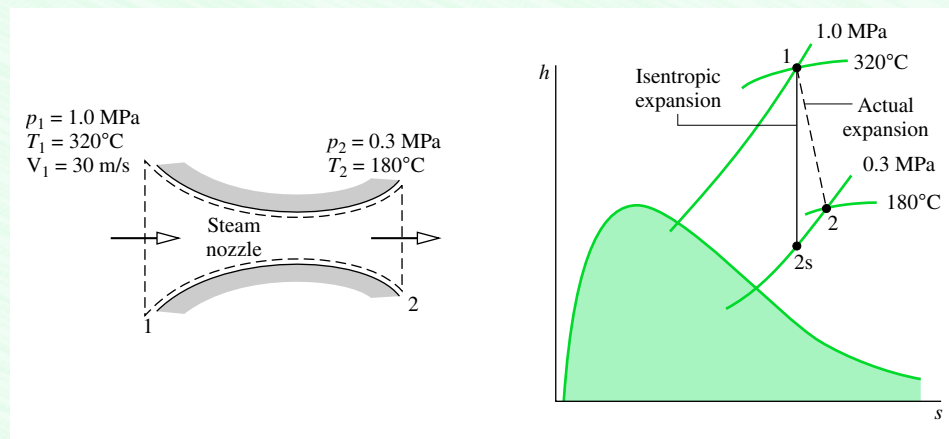 p₁ = 1.0 MPa
T₁ = 320°C
V₁ = 30 m/s
p₂ = 0.3 MPa
T₂ = 180°C
Steam
nozzle
1
2
h
Isentropic
expansion
1
1.0 MPa
320°C
Actual
expansion
0.3 MPa
180°C
2
2s
s